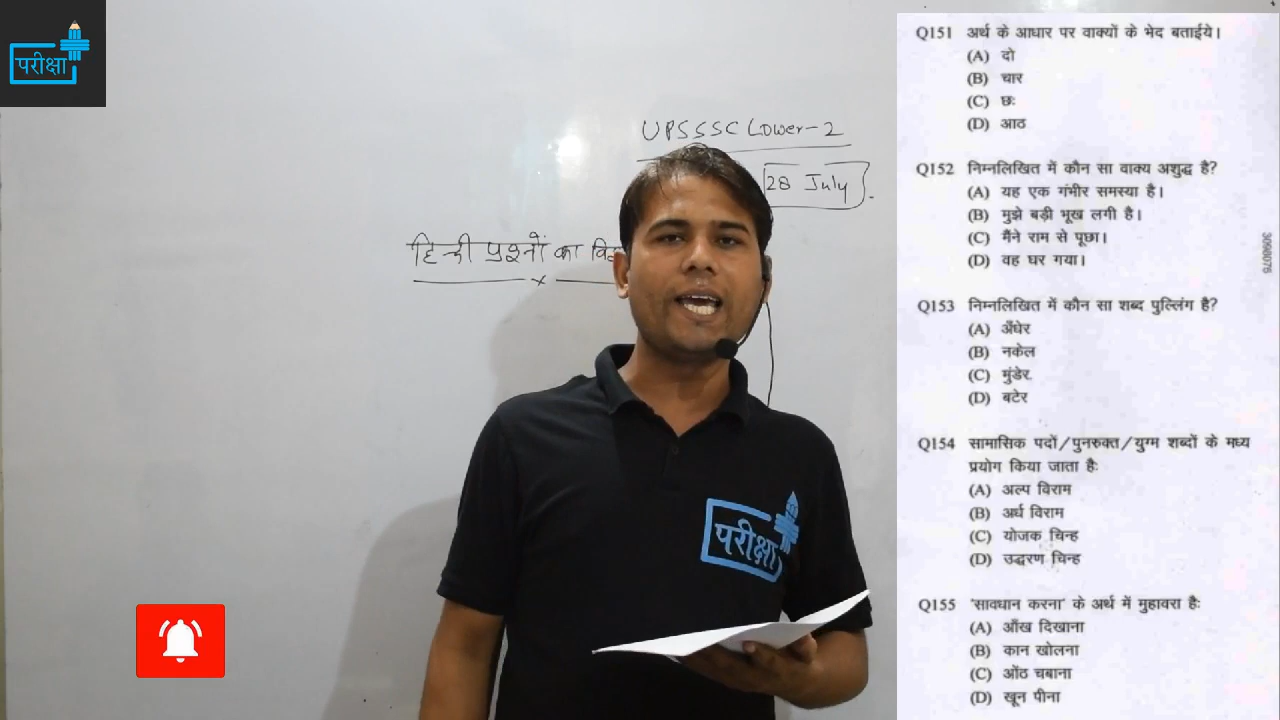 परीक्षा
UPSSSC Lower-2
28 July
हिन्दी प्रश्नों का
परीक्षा
Q151 अर्थ के आधार पर वाक्यों के भेद बताईये।
(A) दो
(B) चार
(C) छः
(D) आठ
Q152 निम्नलिखित में कौन सा वाक्य अशुद्ध है?
(A) यह एक गंभीर समस्या है।
(B) मुझे बड़ी भूख लगी है।
(C) मैंने राम से पूछा।
(D) वह घर गया।
Q153 निम्नलिखित में कौन सा शब्द पुल्लिंग है?
(A) अँधेर
(B) नकेल
(C) मुंडेर
(D) बटेर
Q154 सामासिक पदों/पुनरुक्त/युग्म शब्दों के मध्य
प्रयोग किया जाता हैः
(A) अल्प विराम
(B) अर्ध विराम
(C) योजक चिन्ह
(D) उद्धरण चिन्ह
Q155 'सावधान करना' के अर्थ में मुहावरा हैः
(A) आँख दिखाना
(B) कान खोलना
(C) ओंठ चबाना
(D) खून पीना